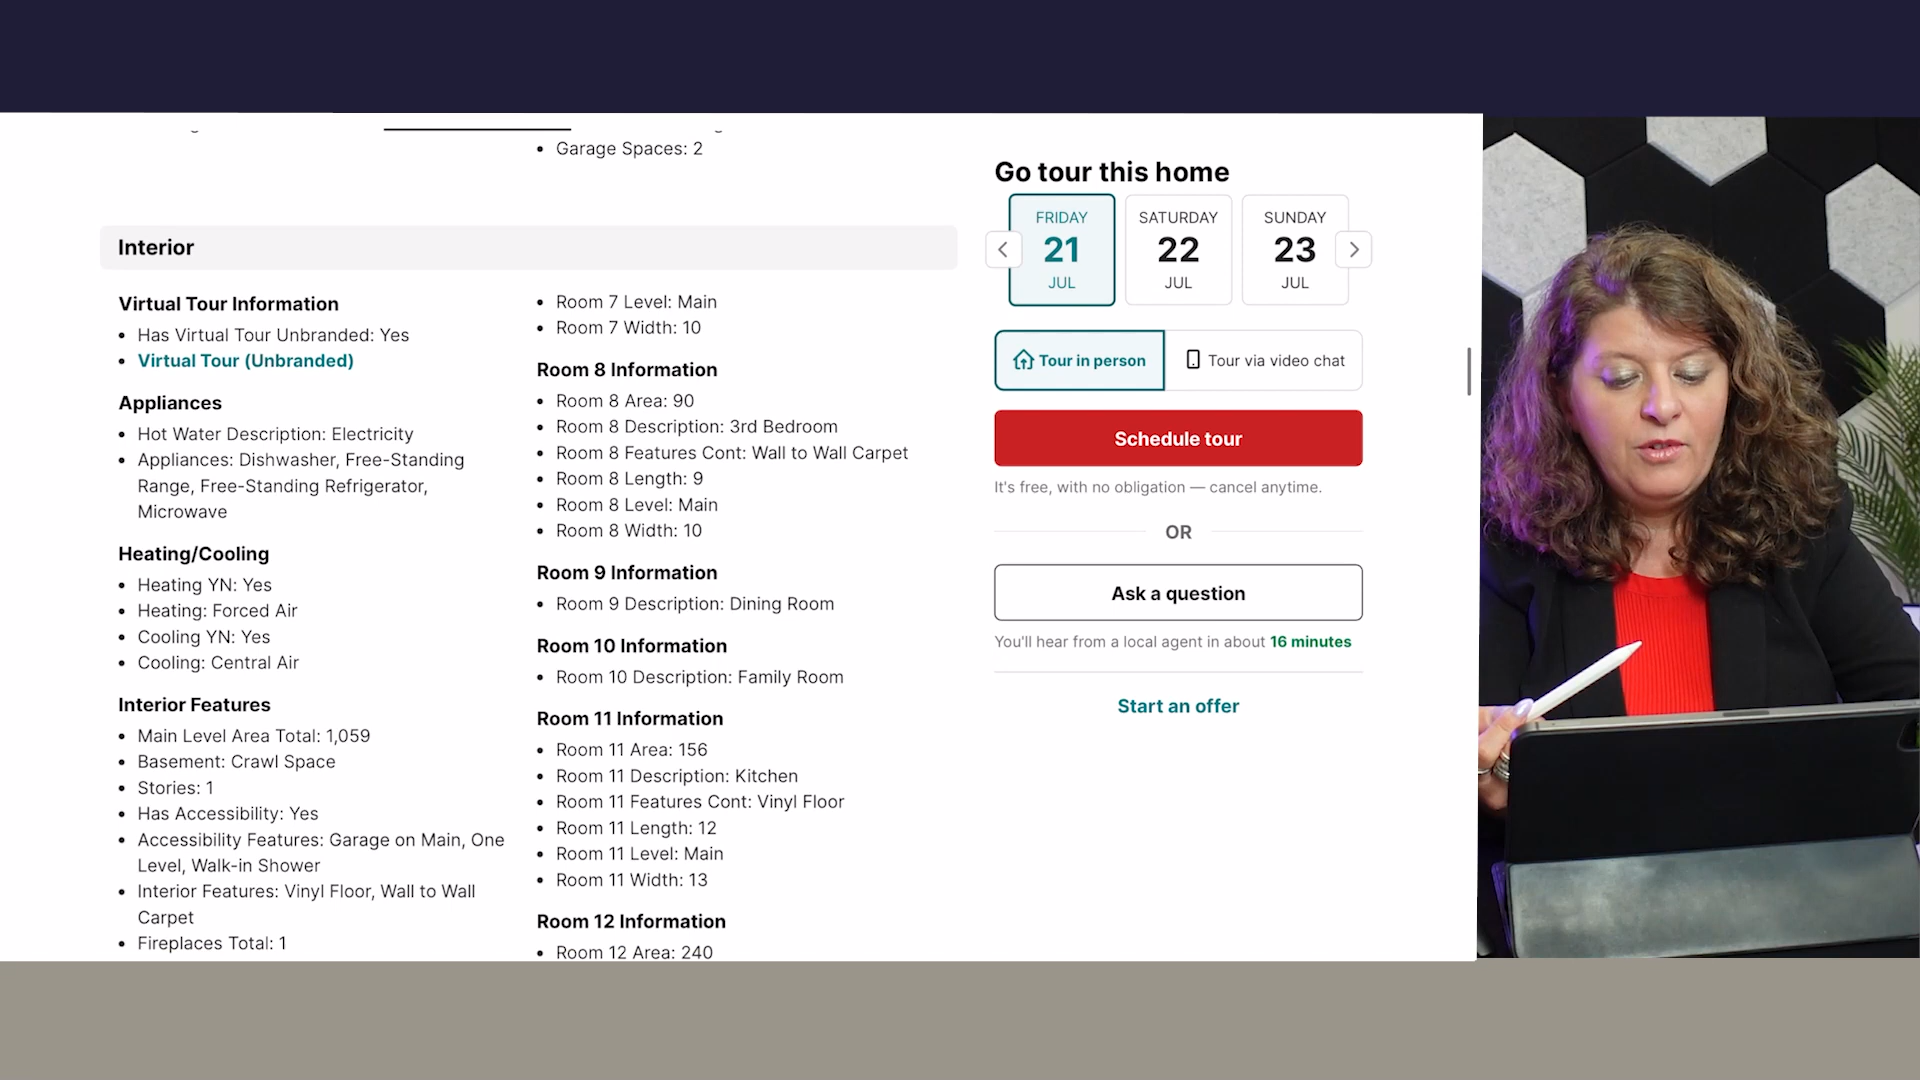 Garage Spaces: 2
Interior
Virtual Tour Information
Has Virtual Tour Unbranded: Yes
Virtual Tour (Unbranded)
Appliances
Hot Water Description: Electricity
Appliances: Dishwasher, Free-Standing
Range, Free-Standing Refrigerator,
Microwave
Heating/Cooling
Heating YN: Yes
Heating: Forced Air
Cooling YN: Yes
Cooling: Central Air
Interior Features
Main Level Area Total: 1,059
Basement: Crawl Space
Stories: 1
Has Accessibility: Yes
Accessibility Features: Garage on Main, One
Level, Walk-in Shower
Interior Features: Vinyl Floor, Wall to Wall
Carpet
Fireplaces Total: 1
Room 7 Level: Main
Room 7 Width: 10
Room 8 Information
Room 8 Area: 90
Room 8 Description: 3rd Bedroom
Room 8 Features Cont: Wall to Wall Carpet
Room 8 Length: 9
Room 8 Level: Main
Room 8 Width: 10
Room 9 Information
Room 9 Description: Dining Room
Room 10 Information
Room 10 Description: Family Room
Room 11 Information
Room 11 Area: 156
Room 11 Description: Kitchen
Room 11 Features Cont: Vinyl Floor
Room 11 Length: 12
Room 11 Level: Main
Room 11 Width: 13
Room 12 Information
Room 12 Area: 240
Go tour this home
FRIDAY
21
JUL
SATURDAY
22
JUL
SUNDAY
23
JUL
Tour in person
Tour via video chat
Schedule tour
It's free, with no obligation — cancel anytime.
OR
Ask a question
You'll hear from a local agent in about 16 minutes
Start an offer